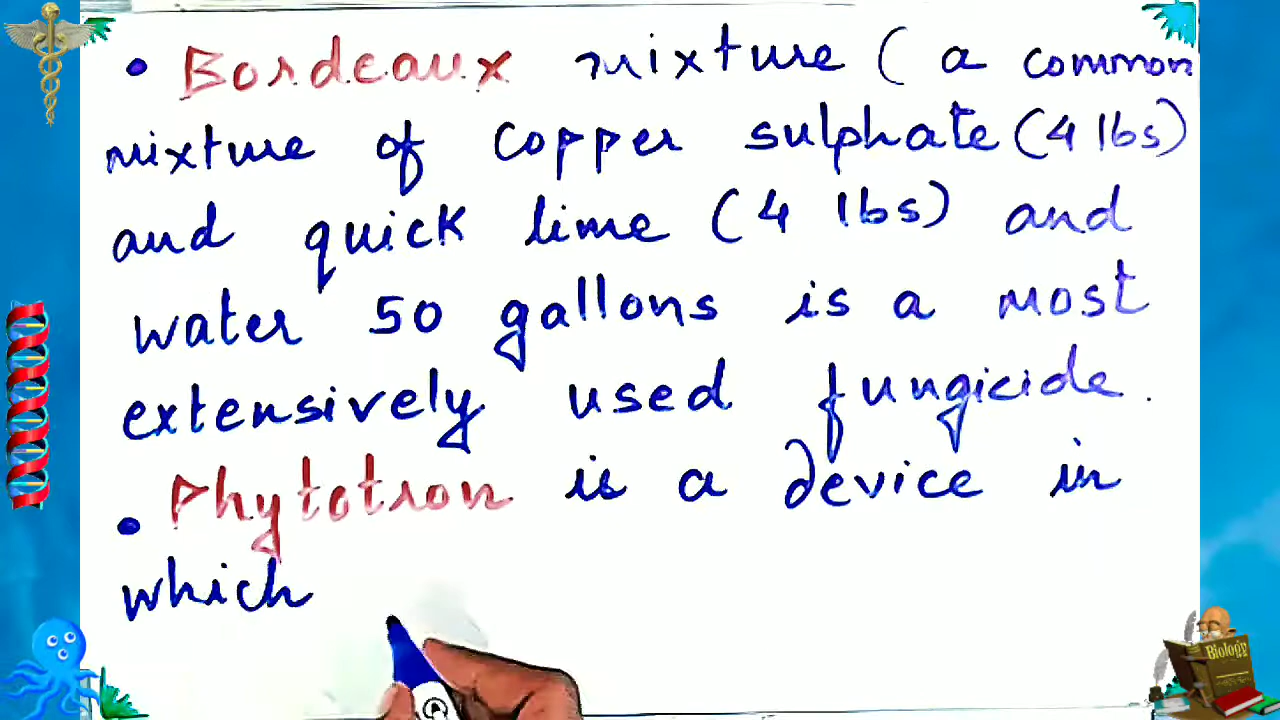 • Bordeaux mixture ( a common
mixture of copper sulphate (4 lbs)
and quick lime (4 lbs) and
water 50 gallons is a most
extensively used fungicide.
• Phytotron is a device in
which
Biology